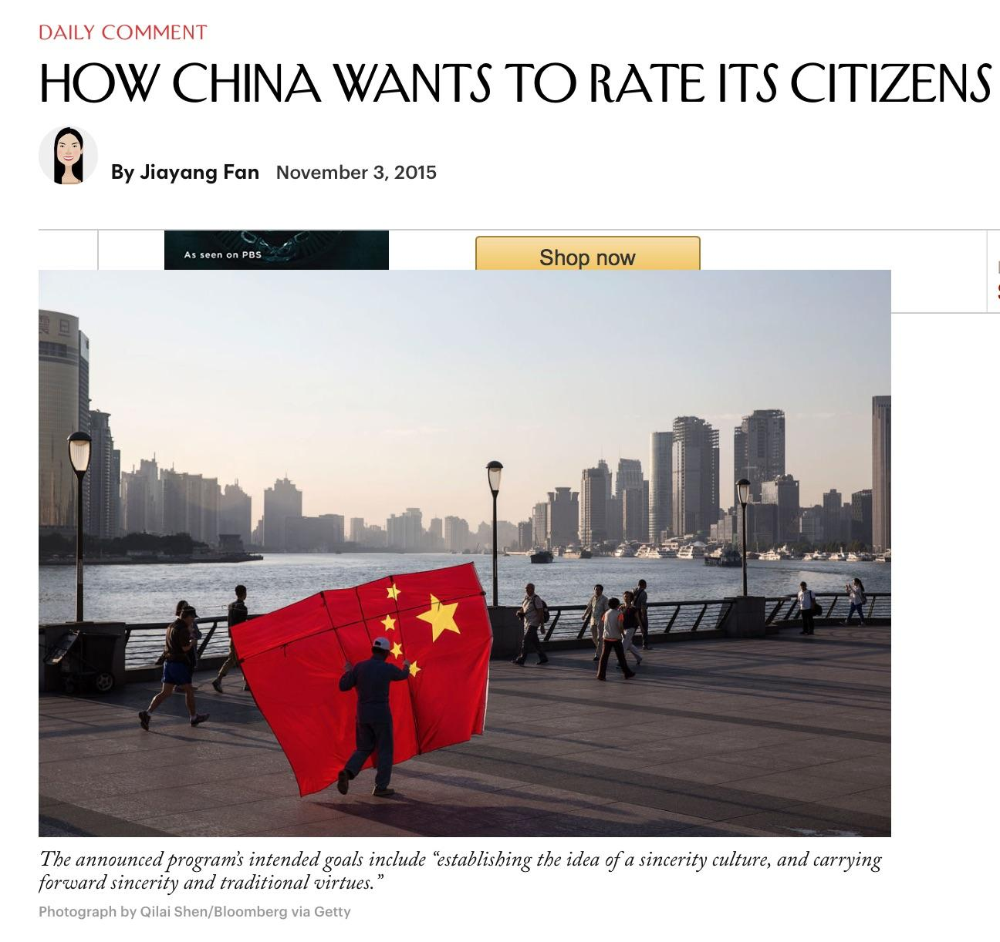 DAILY COMMENT
HOW CHINA WANTS TO RATE ITS CITIZENS
By Jiayang Fan November 3, 2015
As seen on PBS
Shop now
The announced program’s intended goals include “establishing the idea of a sincerity culture, and carrying
forward sincerity and traditional virtues.”
Photograph by Qilai Shen/Bloomberg via Getty